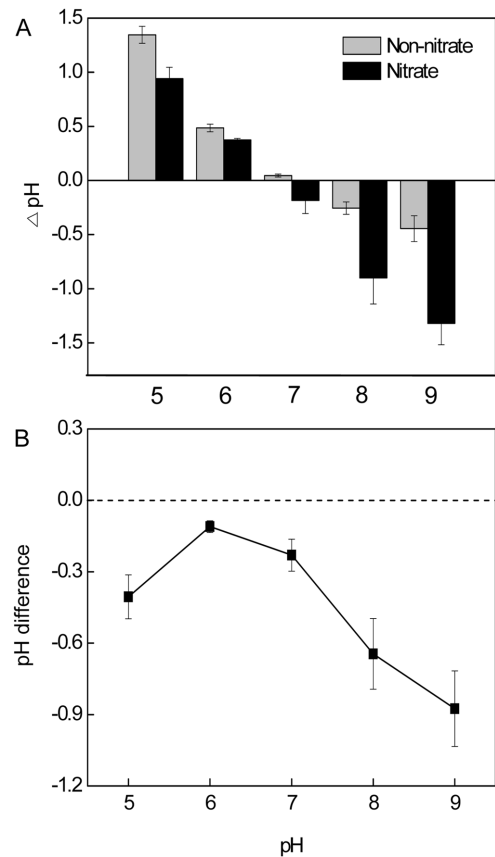 A
1.5
Non-nitrate
Nitrate
1.0
0.5
0.0
-0.5
-1.0
-1.5
△ pH
5 6 7 8 9
B
0.3
0.0
-0.3
-0.6
-0.9
-1.2
pH difference
5 6 7 8 9
pH